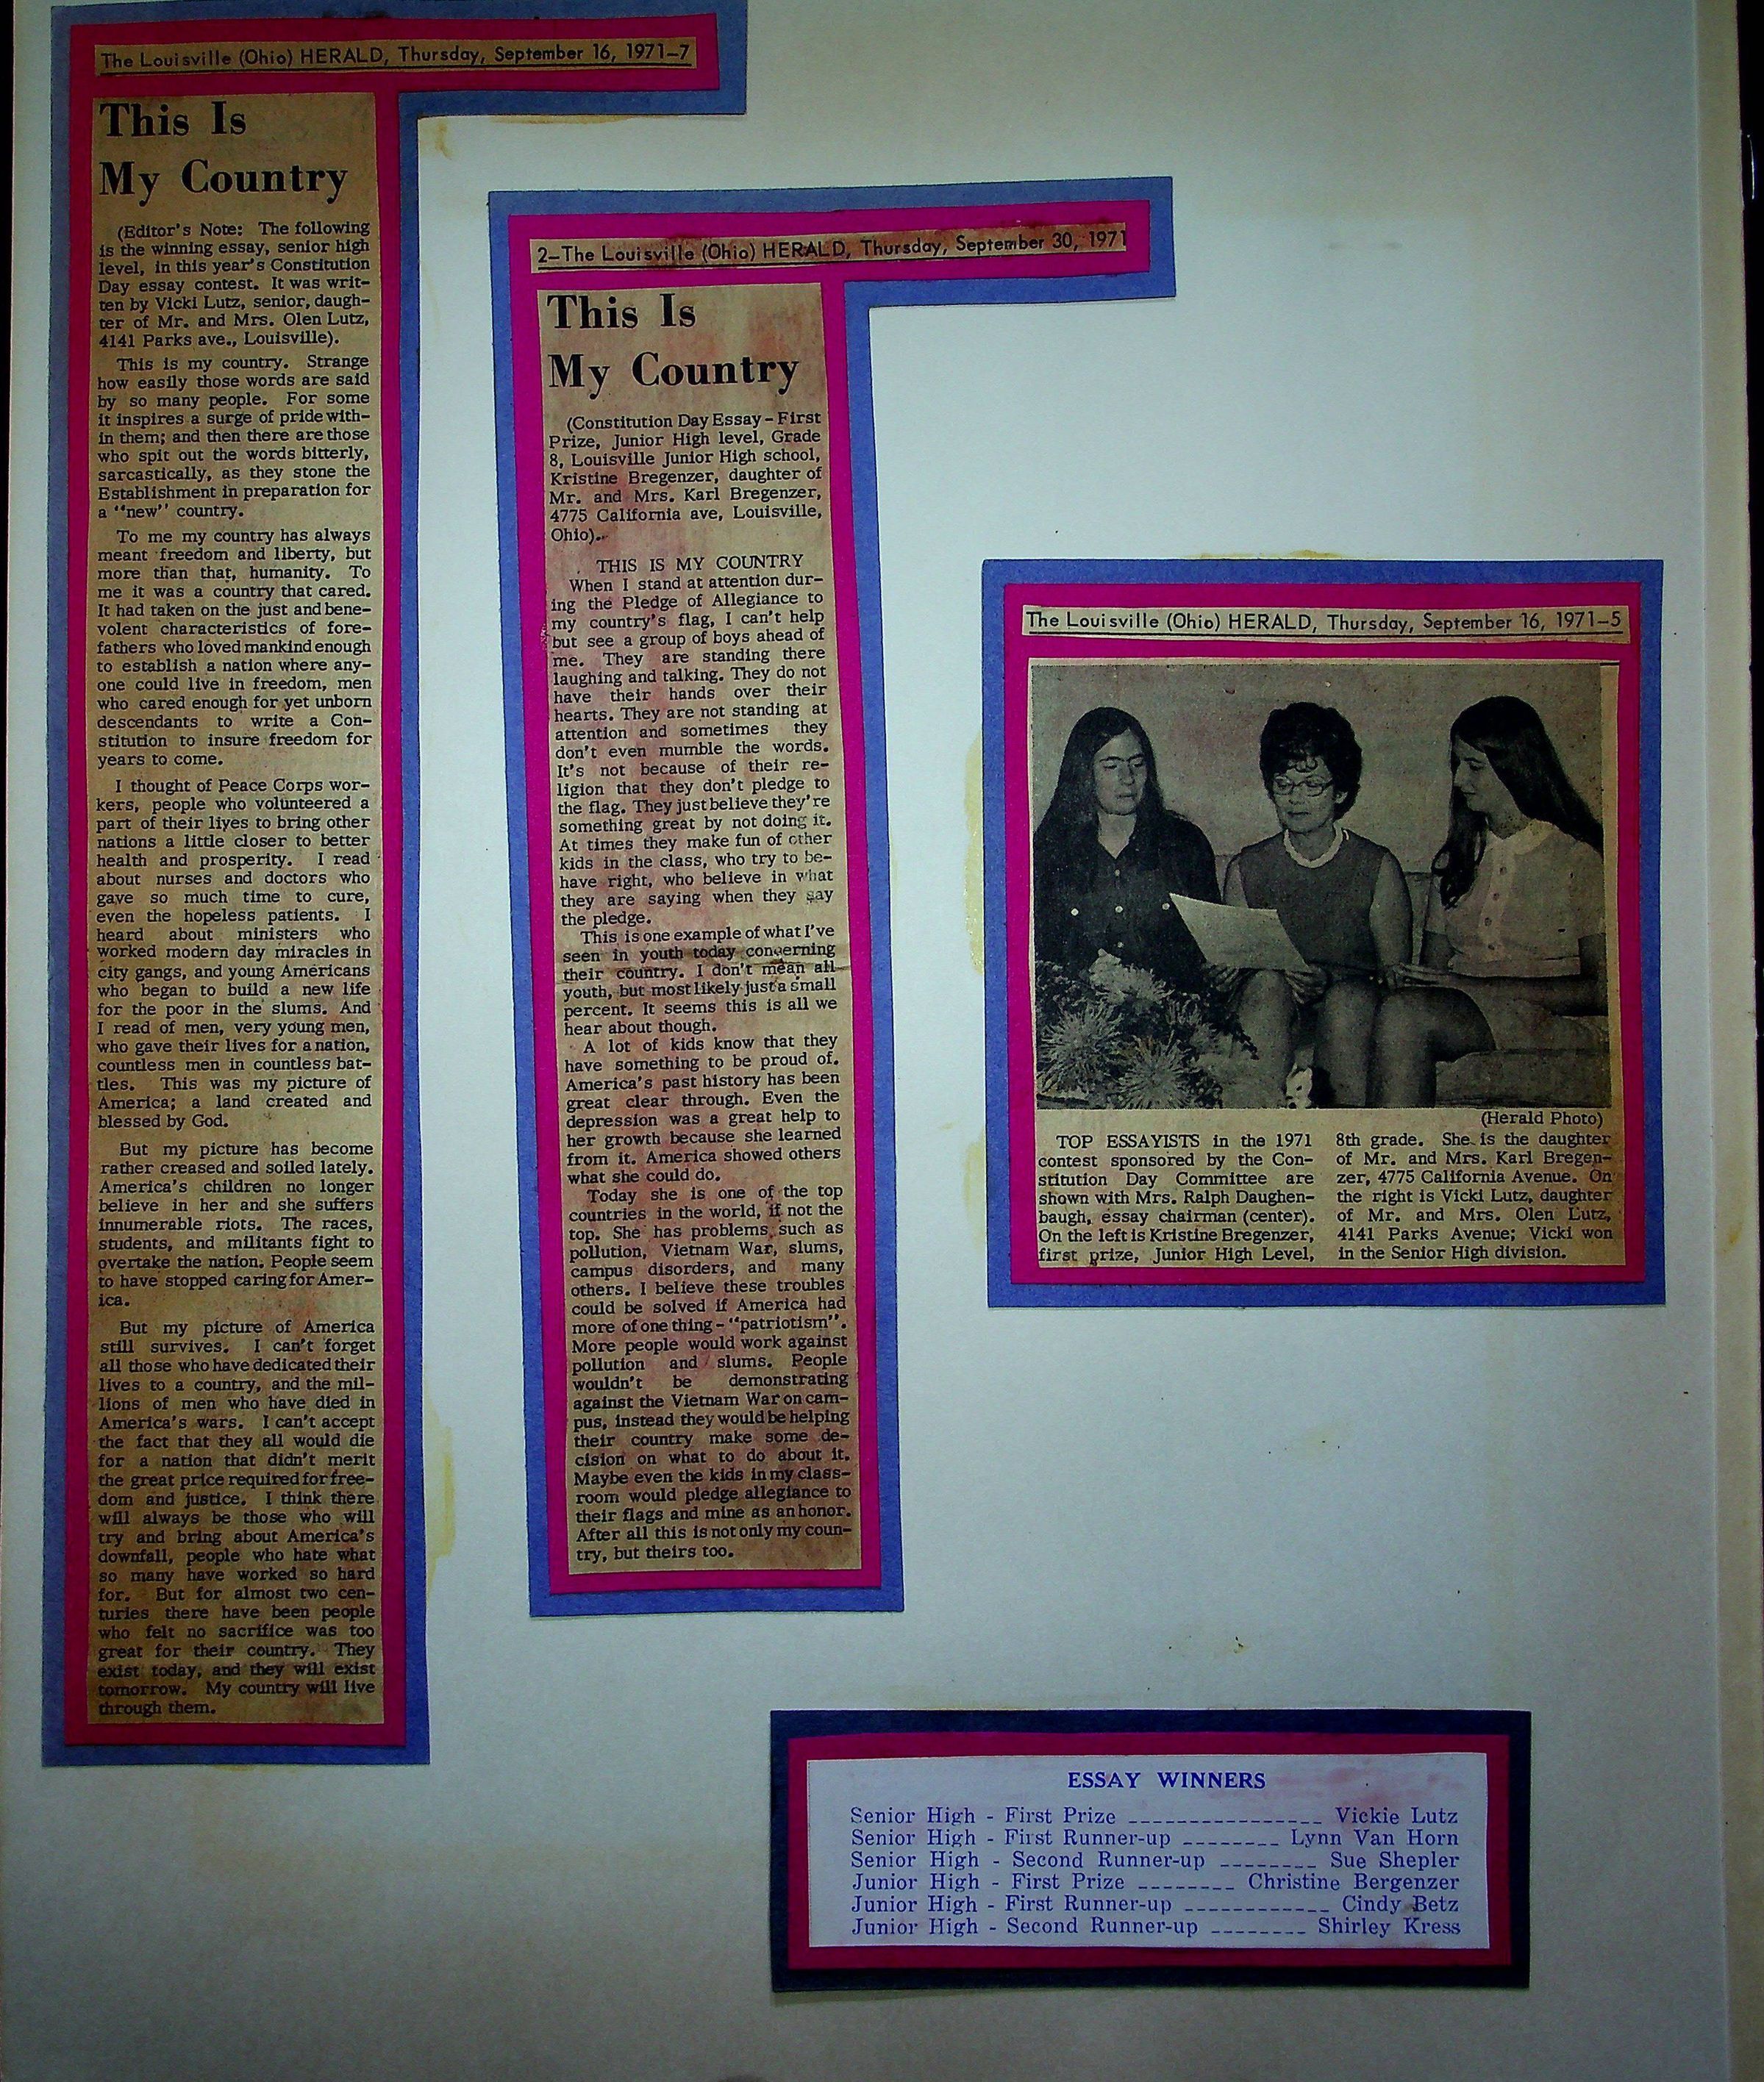 The Louisville (Ohio) HERALD, Thursday, September 16, 1971—7
This Is
My Country
(Editor's Note: The following
is the winning essay, senior high
level, in this year's Constitution
Day essay contest. It was writ-
ten by Vicki Lutz, senior, daugh-
ter of Mr. and Mrs. Olen Lutz,
4141 Parks ave., Louisville).
This is my country. Strange
how easily those words are said
by so many people. For some
it inspires a surge of pride with-
in them; and then there are those
who spit out the words bitterly,
sarcastically, as they stone the
Establishment in preparation for
a "new" country.
To me my country has always
meant freedom and liberty, but
more than that, humanity. To
me it was a country that cared.
It had taken on the just and bene-
volent characteristics of fore-
fathers who loved mankind enough
to establish a nation where any-
one could live in freedom, men
who cared enough for yet unborn
descendants to write a Con-
stitution to insure freedom for
years to come.
I thought of Peace Corps wor-
kers, people who volunteered a
part of their lives to bring other
nations a little closer to better
health and prosperity. I read
about nurses and doctors who
gave so much time to cure,
even the hopeless patients. I
heard about ministers who
worked modern day miracles in
city gangs, and young Americans
who began to build a new life
for the poor in the slums. And
I read of men, very young men,
who gave their lives for a nation,
countless men in countless bat-
tles. This was my picture of
America; a land created and
blessed by God.
But my picture has become
rather creased and soiled lately.
America's children no longer
believe in her and she suffers
innumerable riots. The races,
students, and militants fight to
overtake the nation. People seem
to have stopped caring for Amer-
ica.
But my picture of America
still survives. I can't forget
all those who have dedicated their
lives to a country, and the mil-
lions of men who have died in
America's wars. I can't accept
the fact that they all would die
for a nation that didn't merit
the great price required for free-
dom and justice. I think there
will always be those who will
try and bring about America's
downfall, people who hate what
so many have worked so hard
for. But for almost two cen-
turies there have been people
who felt no sacrifice was too
great for their country. They
exist today, and they will exist
tomorrow. My country will live
through them.
2—The Louisville (Ohio) HERALD, Thursday, September 30, 1971
This Is
My Country
(Constitution Day Essay - First
Prize, Junior High level, Grade
8, Louisville Junior High school,
Kristine Bregenzer, daughter of
Mr. and Mrs. Karl Bregenzer,
4775 California ave, Louisville,
Ohio)..
THIS IS MY COUNTRY
When I stand at attention dur-
ing the Pledge of Allegiance to
my country's flag, I can't help
but see a group of boys ahead of
me. They are standing there
laughing and talking. They do not
have their hands over their
hearts. They are not standing at
attention and sometimes they
don't even mumble the words.
It's not because of their re-
ligion that they don't pledge to
the flag. They just believe they're
something great by not doing it.
At times they make fun of other
kids in the class, who try to be-
have right, who believe in what
they are saying when they say
the pledge.
This is one example of what I've
seen in youth today concerning
their country. I don't mean all
youth, but most likely just a small
percent. It seems this is all we
hear about though.
A lot of kids know that they
have something to be proud of.
America's past history has been
great clear through. Even the
depression was a great help to
her growth because she learned
from it. America showed others
what she could do.
Today she is one of the top
countries in the world, if not the
top. She has problems such as
pollution, Vietnam War, slums,
campus disorders, and many
others. I believe these troubles
could be solved if America had
more of one thing - "patriotism".
More people would work against
pollution and slums. People
wouldn't be demonstrating
against the Vietnam War on cam-
pus, instead they would be helping
their country make some de-
cision on what to do about it.
Maybe even the kids in my class-
room would pledge allegiance to
their flags and mine as an honor.
After all this is not only my coun-
try, but theirs too.
The Louisville (Ohio) HERALD, Thursday, September 16, 1971—5
(Herald Photo)
TOP ESSAYISTS in the 1971
contest sponsored by the Con-
stitution Day Committee are
shown with Mrs. Ralph Daughen-
baugh, essay chairman (center).
On the left is Kristine Bregenzer,
first prize, Junior High Level,
8th grade. She is the daughter
of Mr. and Mrs. Karl Bregen-
zer, 4775 California Avenue. On
the right is Vicki Lutz, daughter
of Mr. and Mrs. Olen Lutz,
4141 Parks Avenue; Vicki won
in the Senior High division.
ESSAY WINNERS
Senior High - First Prize ---------------- Vickie Lutz
Senior High - First Runner-up -------- Lynn Van Horn
Senior High - Second Runner-up -------- Sue Shepler
Junior High - First Prize -------- Christine Bergenzer
Junior High - First Runner-up ------------ Cindy Betz
Junior High - Second Runner-up -------- Shirley Kress